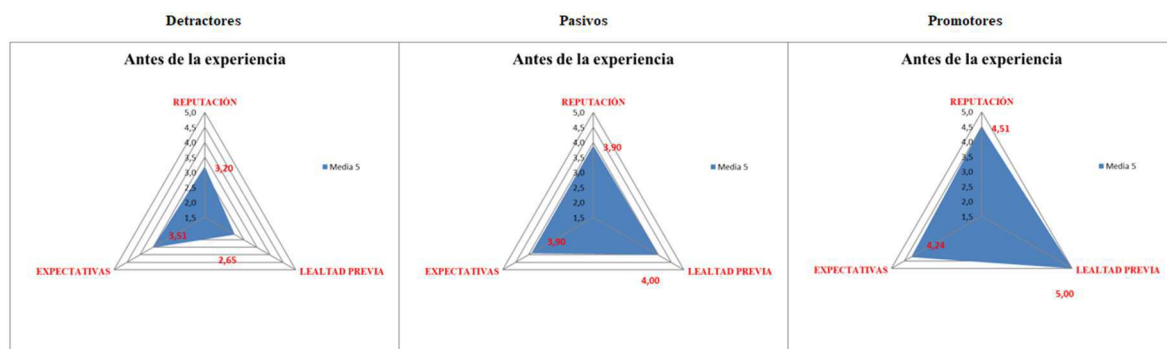 Detractores
Pasivos
Promotores
Antes de la experiencia
REPUTACIÓN
5,0
4,5
4,0
3,5
3,0
2,5
2,0
1,5
3,20
Media 5
3,51
2,65
EXPECTATIVAS
LEALTAD PREVIA
Antes de la experiencia
REPUTACIÓN
5,0
4,5
4,0
3,5
3,0
2,5
2,0
1,5
3,90
Media 5
3,90
4,00
EXPECTATIVAS
LEALTAD PREVIA
Antes de la experiencia
REPUTACIÓN
5,0
4,5
4,0
3,5
3,0
2,5
2,0
1,5
4,51
Media 5
4,24
EXPECTATIVAS
LEALTAD PREVIA
5,00